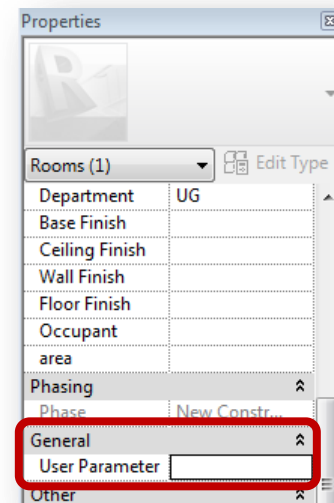 Properties
Rooms (1) Edit Type
Department UG
Base Finish
Ceiling Finish
Wall Finish
Floor Finish
Occupant
area
Phasing
Phase New Constr...
General
User Parameter
Other